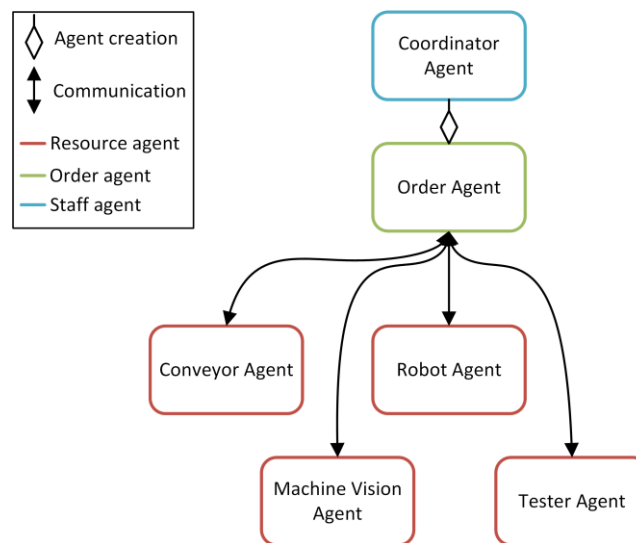 Agent creation
Communication
Resource agent
Order agent
Staff agent
Coordinator
Agent
Order Agent
Conveyor Agent
Robot Agent
Machine Vision
Agent
Tester Agent